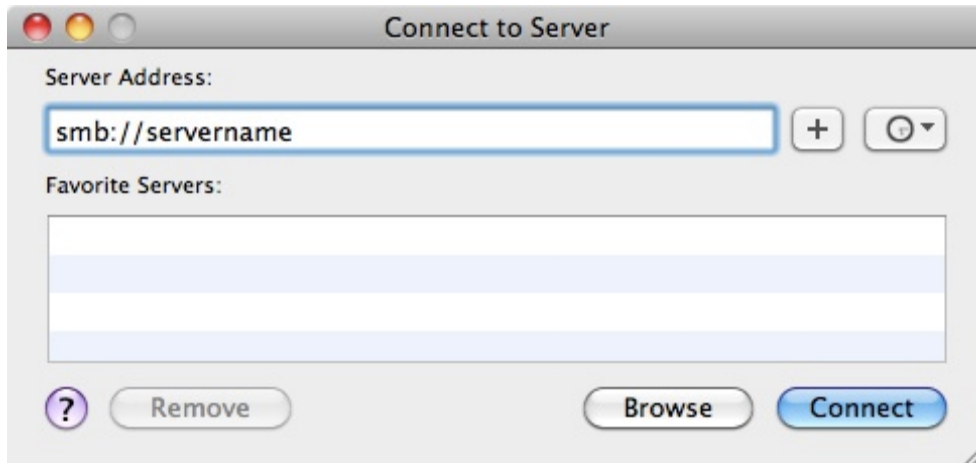 Connect to Server
Server Address:
smb://servername
+
Favorite Servers:
? Remove Browse Connect